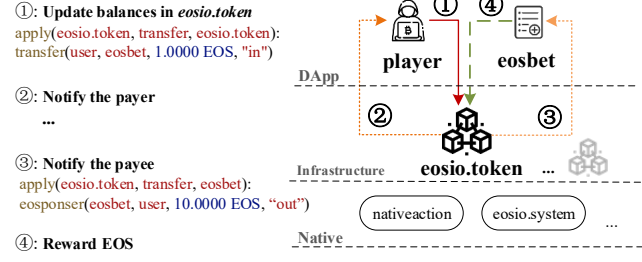 ①: Update balances in eosio.token
apply(eosio.token, transfer, eosio.token):
transfer(user, eosbet, 1.0000 EOS, "in")
②: Notify the payer
...
③: Notify the payee
apply(eosio.token, transfer, eosbet):
eosponser(eosbet, user, 10.0000 EOS, “out”)
④: Reward EOS
① ④
player eosbet
DApp
② ③
eosio.token ...
Infrastructure
nativeaction eosio.system ...
Native